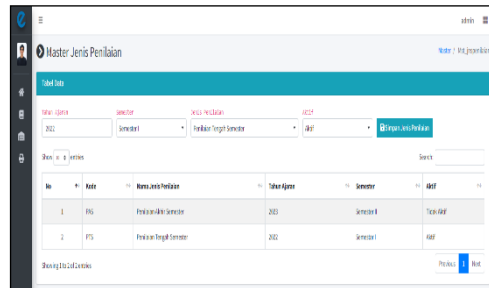 admin
Master Jenis Penilaian
Master / Mst_jnspenilaian
Tabel Data
Tahun Ajaran Semester Jenis Penilaian Aktif
2022 Semester I Penilaian Tengah Semester Aktif Simpan Jenis Penilaian
Show entries Search
No Kode Nama Jenis Penilaian Tahun Ajaran Semester Aktif
1 PAS Penilaian Akhir Semester 2023 Semester II Tidak Aktif
2 PTS Penilaian Tengah Semester 2022 Semester I Aktif
Showing 1 to 2 of 2 entries Previous 1 Next